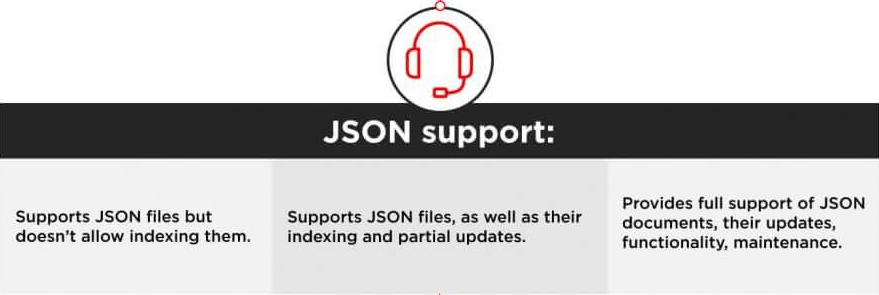 JSON support:
Supports JSON files but
doesn’t allow indexing them.
Supports JSON files, as well as their
indexing and partial updates.
Provides full support of JSON
documents, their updates,
functionality, maintenance.